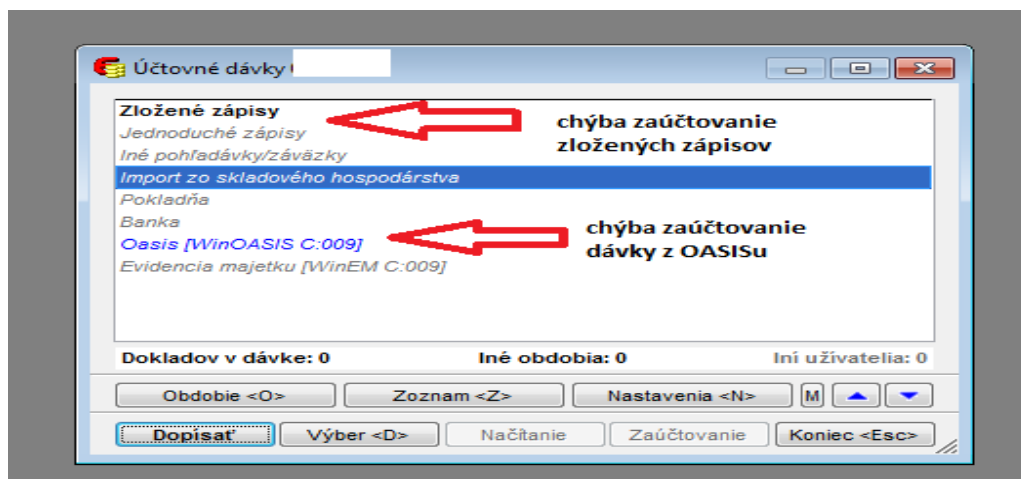 Účtovné dávky
Zložené zápisy
chýba zaúčtovanie
zložených zápisov
Jednoduché zápisy
Iné pohľadávky/záväzky
Import zo skladového hospodárstva
Pokladňa
Banka
chýba zaúčtovanie
dávky z OASISu
Oasis [WinOASIS C:009]
Evidencia majetku [WinEM C:009]
Dokladov v dávke: 0 Iné obdobia: 0 Iní užívatelia: 0
Obdobie <O> Zoznam <Z> Nastavenia <N> M
Dopísať Výber <D> Načítanie Zaúčtovanie Koniec <Esc>